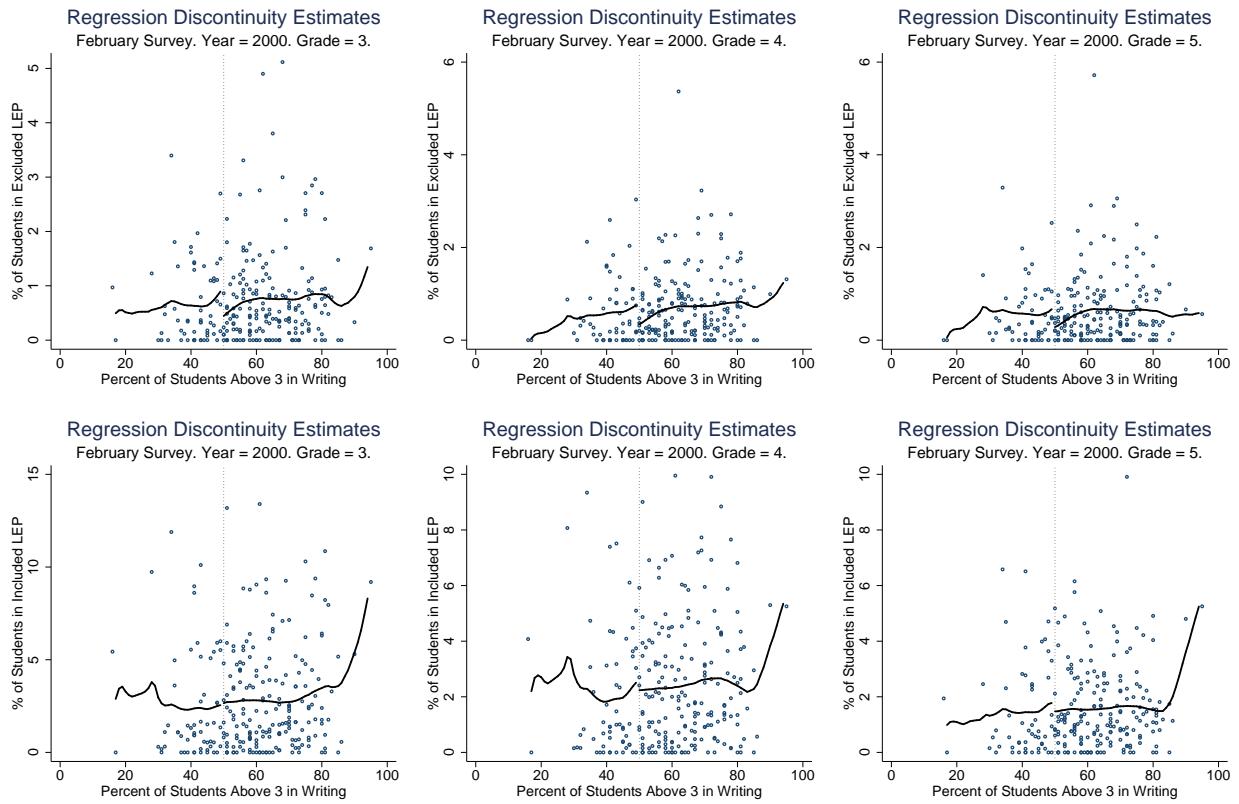 Regression Discontinuity Estimates
February Survey. Year = 2000. Grade = 3.
% of Students in Excluded LEP
5
4
3
2
1
0
0 20 40 60 80 100
Percent of Students Above 3 in Writing
Regression Discontinuity Estimates
February Survey. Year = 2000. Grade = 4.
% of Students in Excluded LEP
6
4
2
0
0 20 40 60 80 100
Percent of Students Above 3 in Writing
Regression Discontinuity Estimates
February Survey. Year = 2000. Grade = 5.
% of Students in Excluded LEP
6
4
2
0
0 20 40 60 80 100
Percent of Students Above 3 in Writing
Regression Discontinuity Estimates
February Survey. Year = 2000. Grade = 3.
% of Students in Included LEP
15
10
5
0
0 20 40 60 80 100
Percent of Students Above 3 in Writing
Regression Discontinuity Estimates
February Survey. Year = 2000. Grade = 4.
% of Students in Included LEP
10
8
6
4
2
0
0 20 40 60 80 100
Percent of Students Above 3 in Writing
Regression Discontinuity Estimates
February Survey. Year = 2000. Grade = 5.
% of Students in Included LEP
10
8
6
4
2
0
0 20 40 60 80 100
Percent of Students Above 3 in Writing